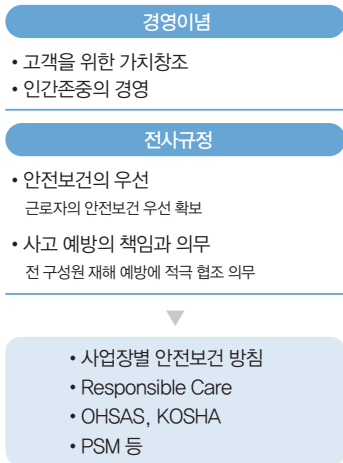 경영이념
• 고객을 위한 가치창조
• 인간존중의 경영
전사규정
• 안전보건의 우선
근로자의 안전보건 우선 확보
• 사고 예방의 책임과 의무
전 구성원 재해 예방에 적극 협조 의무
• 사업장별 안전보건 방침
• Responsible Care
• OHSAS, KOSHA
• PSM 등